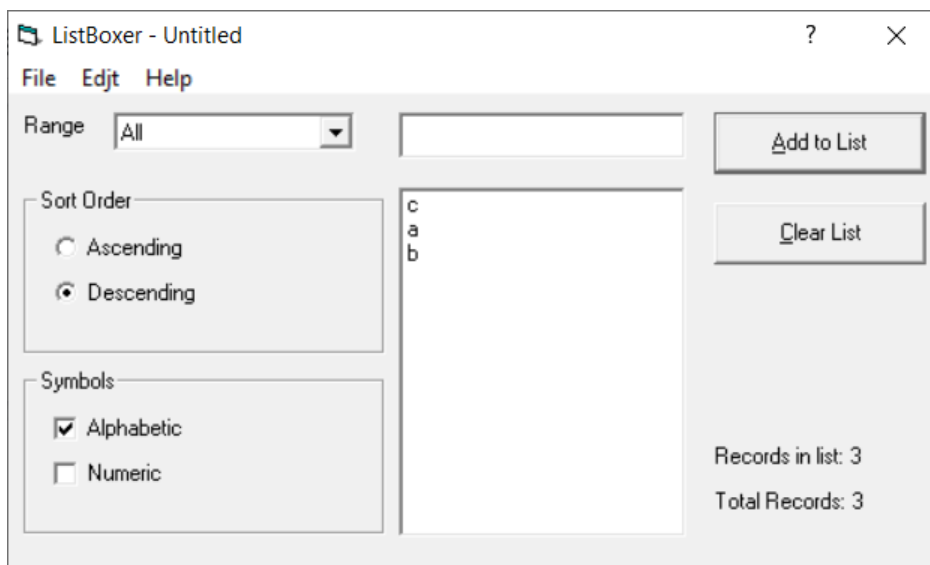 ListBoxer - Untitled ?
File Edjt Help
Range All
Add to List
Sort Order
Ascending
Descending
c
a
b
Clear List
Symbols
Alphabetic
Numeric
Records in list: 3
Total Records: 3